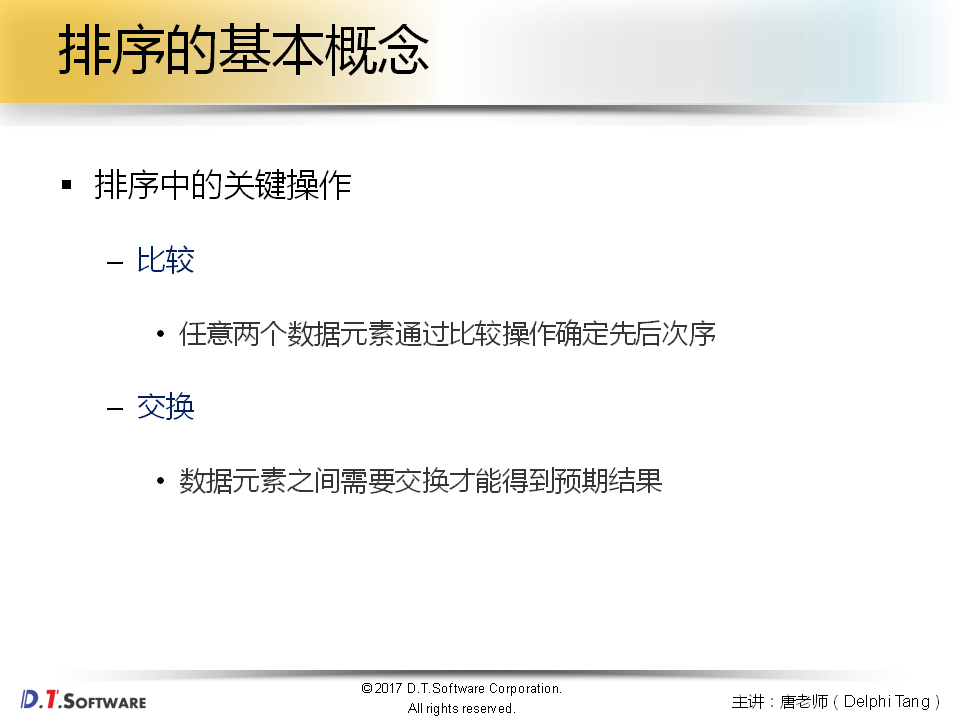 排序的基本概念
▪ 排序中的关键操作
– 比较
• 任意两个数据元素通过比较操作确定先后次序
– 交换
• 数据元素之间需要交换才能得到预期结果
D.T.SOFTWARE
©2017 D.T.Software Corporation.
All rights reserved.
主讲：唐老师（Delphi Tang）